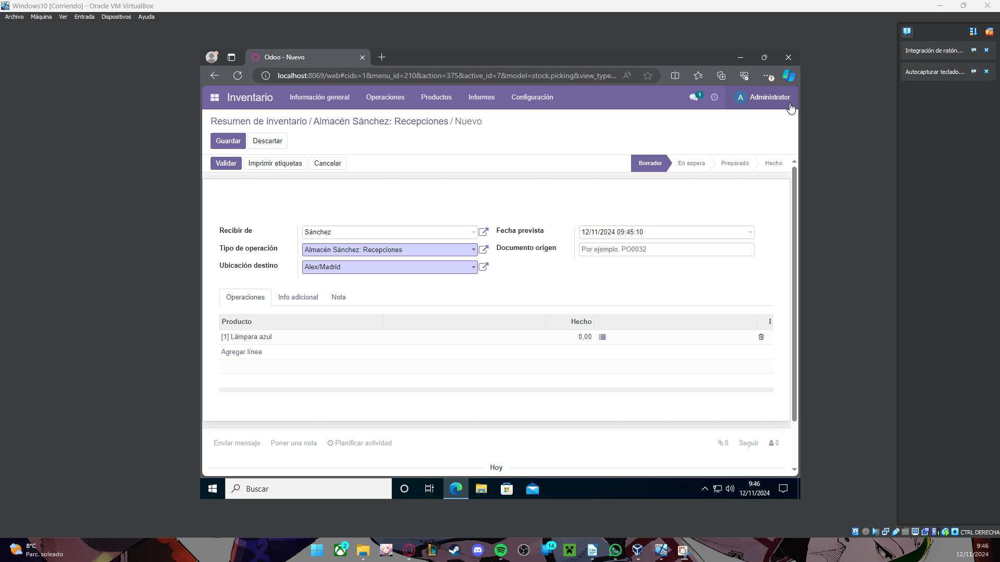 Windows10 [Corriendo] - Oracle VM VirtualBox
Archivo Máquina Ver Entrada Dispositivos Ayuda
Integración de ratón...
Autocapturar teclado...
Odoo - Nuevo
localhost:8069/web#cids=1&menu_id=210&action=375&active_id=7&model=stock.picking&view_type...
Inventario Información general Operaciones Productos Informes Configuración 1 A Administrator
Resumen de inventario / Almacén Sánchez: Recepciones / Nuevo
Guardar Descartar
Validar Imprimir etiquetas Cancelar Borrador En espera Preparado Hecho
Recibir de Sánchez Fecha prevista 12/11/2024 09:45:10
Tipo de operación Almacén Sánchez: Recepciones Documento origen Por ejemplo, PO0032
Ubicación destino Alex/Madrid
Operaciones Info adicional Nota
Producto Hecho
[1] Lámpara azul 0,00
Agregar línea
Enviar mensaje Poner una nota Planificar actividad 0 Seguir 0
Hoy
Buscar
9:46
12/11/2024
CTRL DERECHA
8°C
Parc. soleado
2
14
9:46
12/11/2024